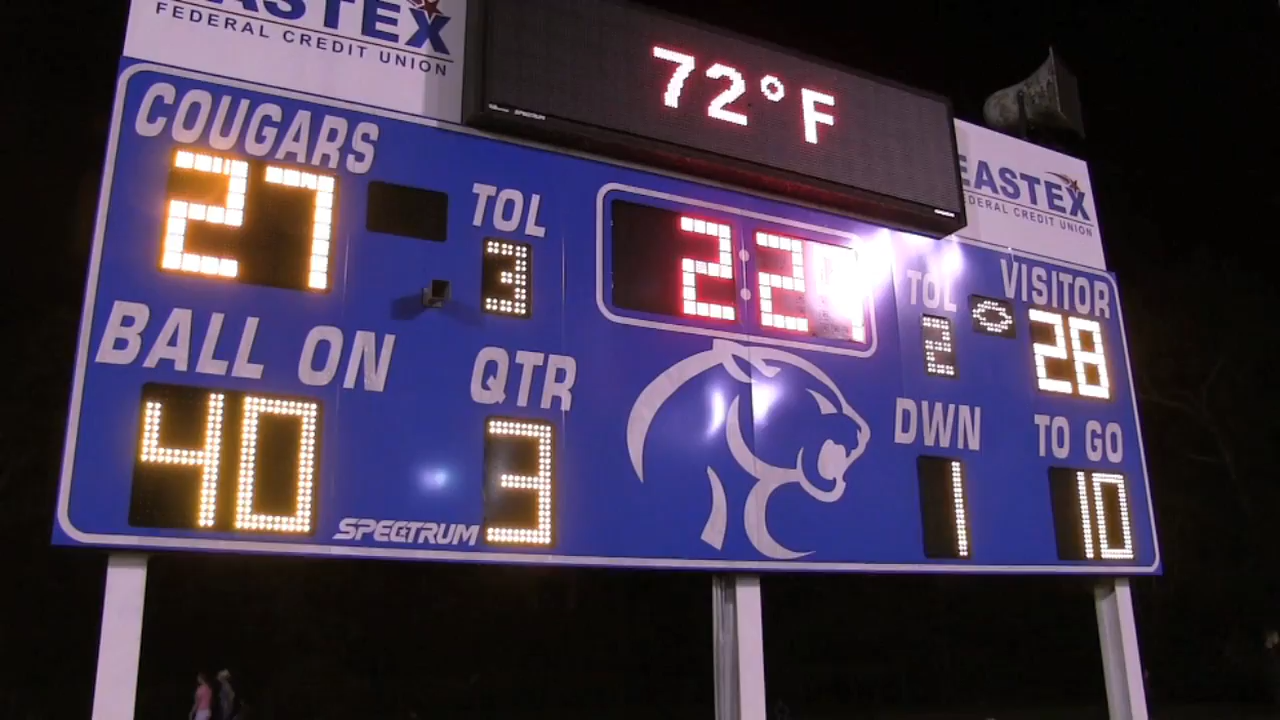 EASTEX
FEDERAL CREDIT UNION
72°F
EASTEX
FEDERAL CREDIT UNION
COUGARS
27
TOL
3
TOL
2
VISITOR
28
BALL ON
40
QTR
3
DWN
1
TO GO
10
SPECTRUM